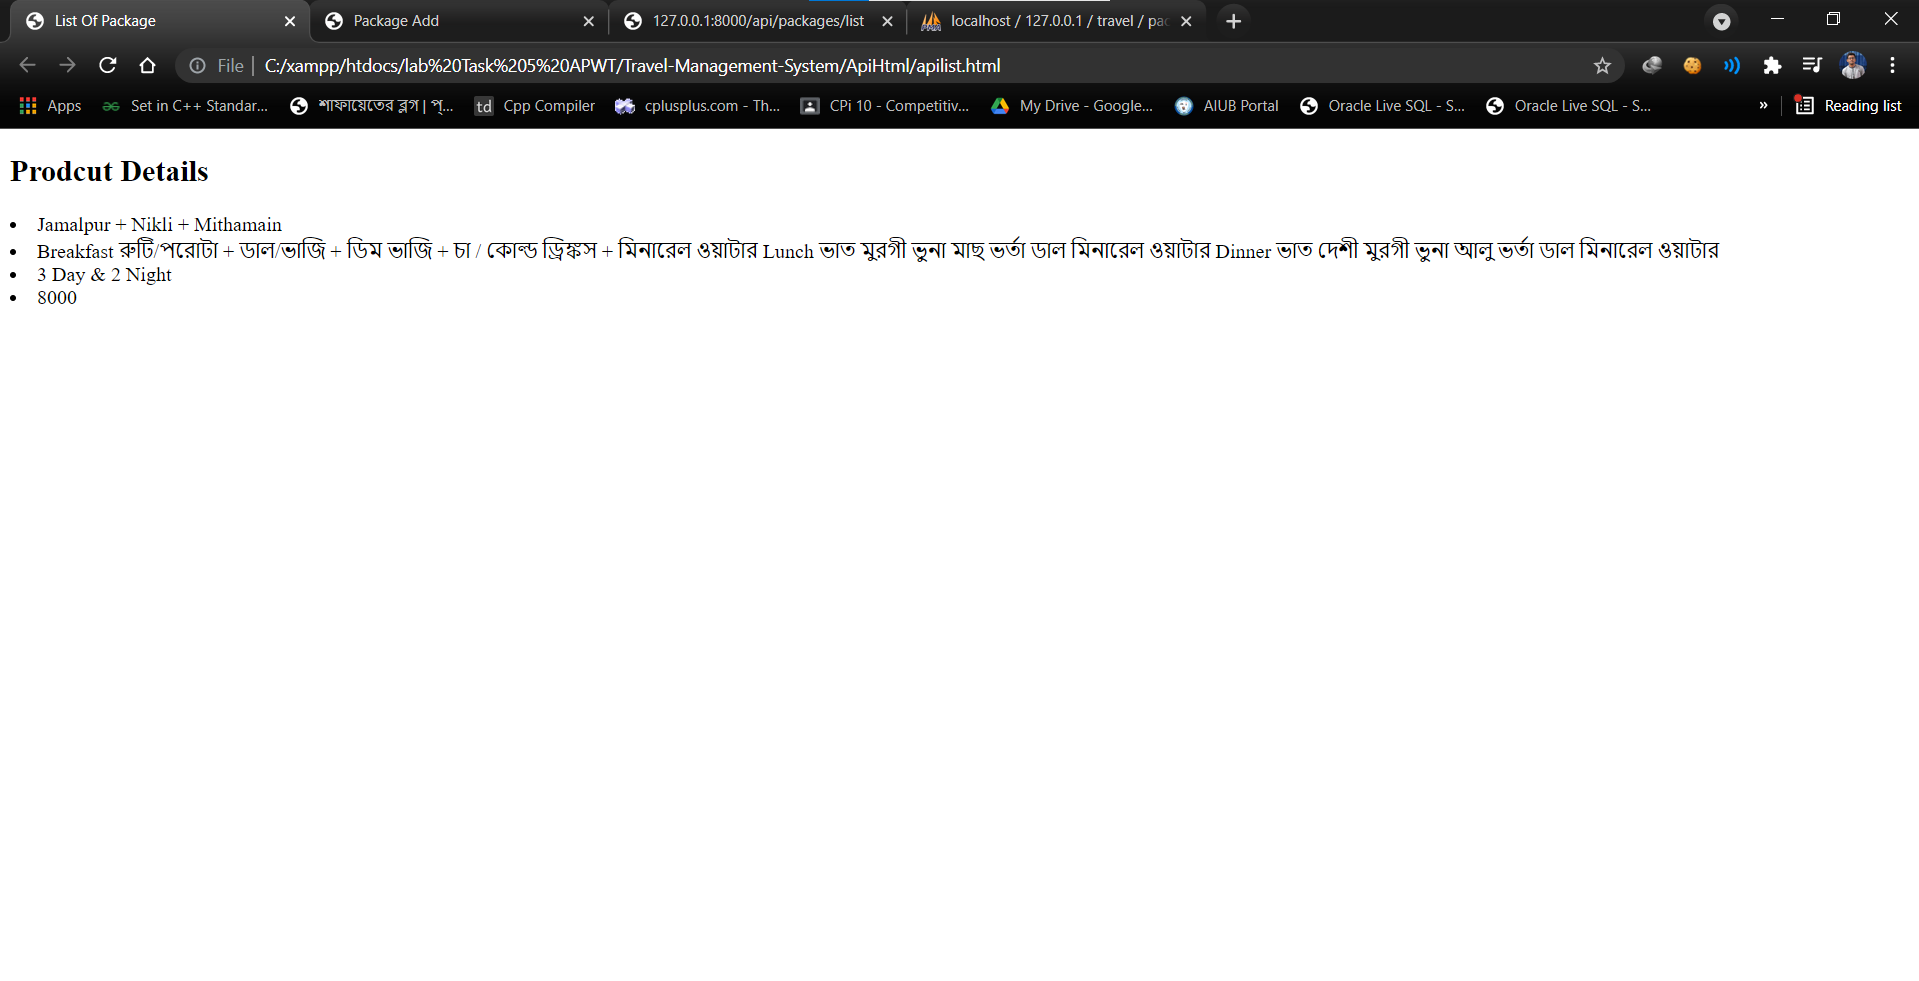 List Of Package
Package Add
127.0.0.1:8000/api/packages/list
localhost / 127.0.0.1 / travel / pac
File | C:/xampp/htdocs/lab%20Task%205%20APWT/Travel-Management-System/ApiHtml/apilist.html
Apps
Set in C++ Standar...
শাফায়েতের ব্লগ | প্...
td Cpp Compiler
cplusplus.com - Th...
CPi 10 - Competitiv...
My Drive - Google...
AIUB Portal
Oracle Live SQL - S...
Oracle Live SQL - S...
»
Reading list
Prodcut Details
• Jamalpur + Nikli + Mithamain
• Breakfast রুটি/পরোটা + ডাল/ভাজি + ডিম ভাজি + চা / কোল্ড ড্রিঙ্কস + মিনারেল ওয়াটার Lunch ভাত মুরগী ভুনা মাছ ভর্তা ডাল মিনারেল ওয়াটার Dinner ভাত দেশী মুরগী ভুনা আলু ভর্তা ডাল মিনারেল ওয়াটার
• 3 Day & 2 Night
• 8000